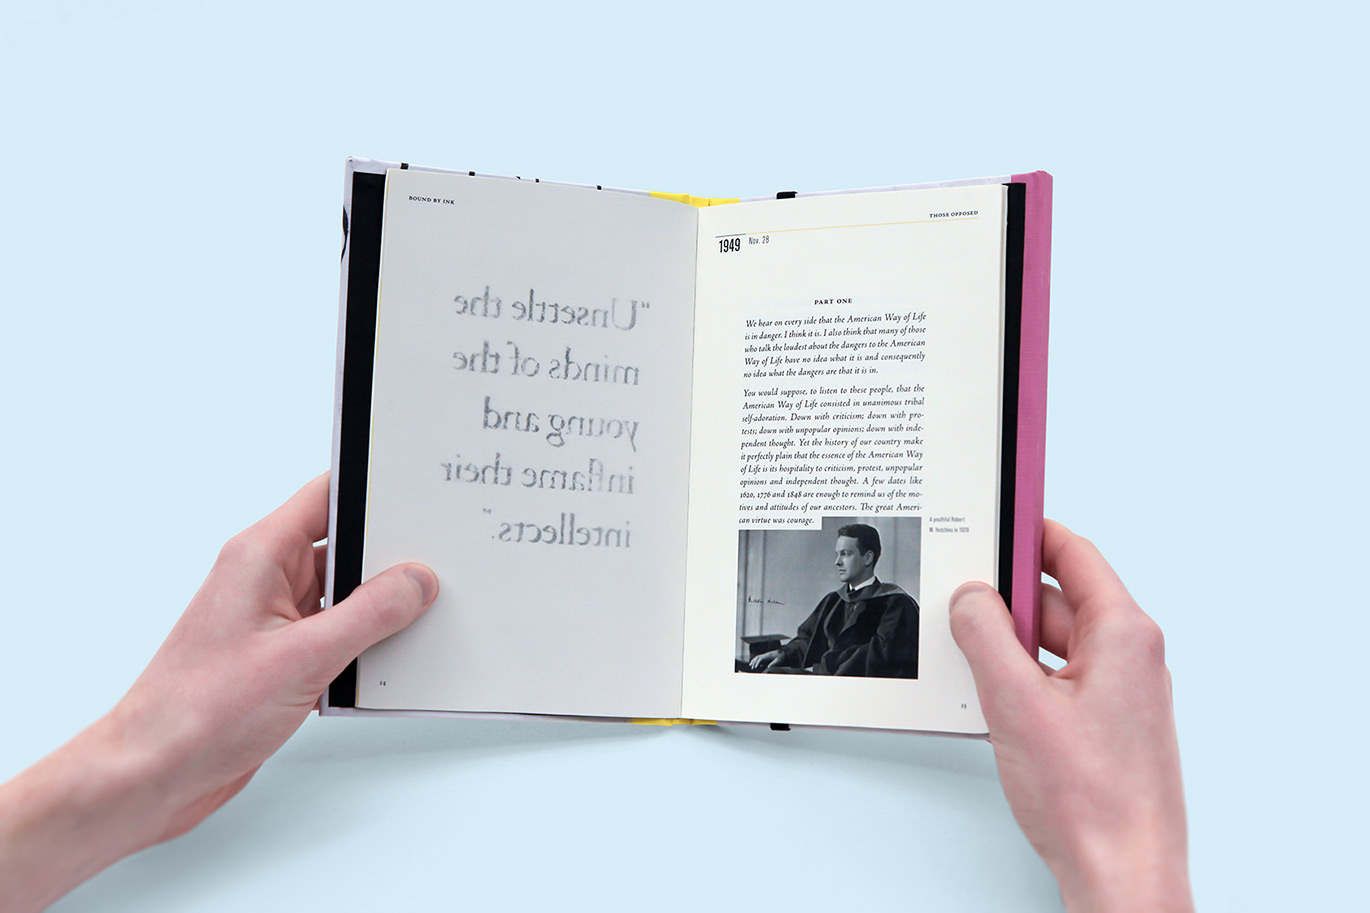 BOUND BY INK
"Unsettle the
minds of the
young and
inflame their
intellects."
14
THOSE OPPOSED
1949 Nov. 28
PART ONE
We hear on every side that the American Way of Life
is in danger. I think it is. I also think that many of those
who talk the loudest about the dangers to the American
Way of Life have no idea what it is and consequently
no idea what the dangers are that it is in.
You would suppose, to listen to these people, that the
American Way of Life consisted in unanimous tribal
self-adoration. Down with criticism; down with pro-
tests; down with unpopular opinions; down with inde-
pendent thought. Yet the history of our country make
it perfectly plain that the essence of the American Way
of Life is its hospitality to criticism, protest, unpopular
opinions and independent thought. A few dates like
1620, 1776 and 1848 are enough to remind us of the mo-
tives and attitudes of our ancestors. The great Ameri-
can virtue was courage.
A youthful Robert
M. Hutchins in 1929
15